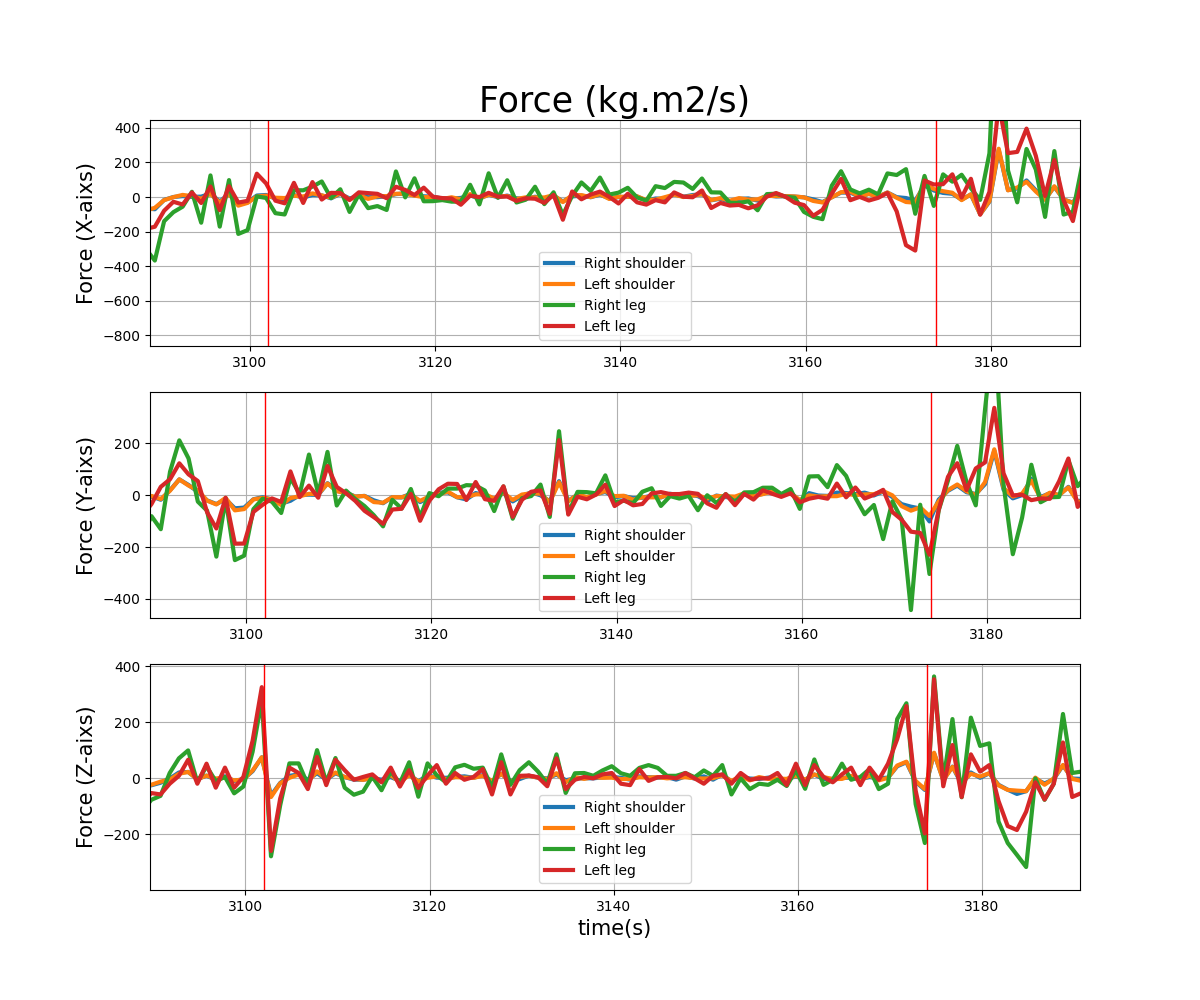 Force (kg.m2/s)
Force (X-aixs)
400
200
0
−200
−400
−600
−800
Right shoulder
Left shoulder
Right leg
Left leg
3100 3120 3140 3160 3180
Force (Y-aixs)
200
0
−200
−400
Right shoulder
Left shoulder
Right leg
Left leg
3100 3120 3140 3160 3180
Force (Z-aixs)
400
200
0
−200
Right shoulder
Left shoulder
Right leg
Left leg
3100 3120 3140 3160 3180
time(s)